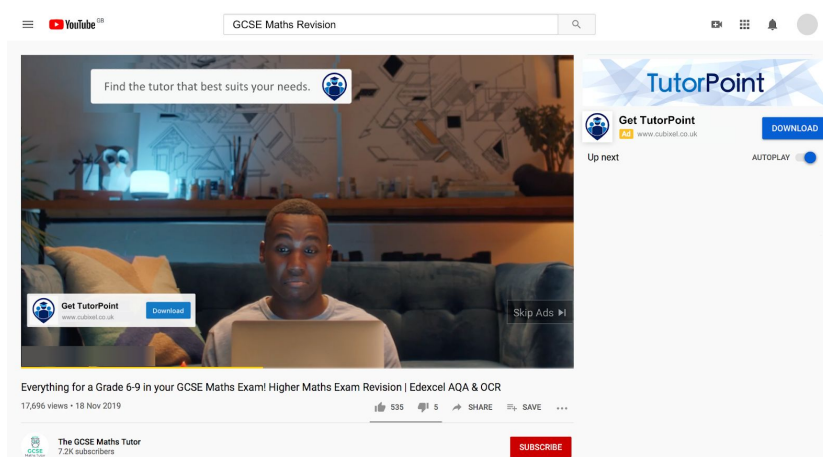 YouTube GB
GCSE Maths Revision
Find the tutor that best suits your needs.
Get TutorPoint
www.cubixel.co.uk
Download
Skip Ads
TutorPoint
Get TutorPoint
Ad www.cubixel.co.uk
DOWNLOAD
Up next
AUTOPLAY
Everything for a Grade 6-9 in your GCSE Maths Exam! Higher Maths Exam Revision | Edexcel AQA & OCR
17,696 views • 18 Nov 2019
535 5 SHARE SAVE
GCSE
The GCSE Maths Tutor
7.2K subscribers
SUBSCRIBE